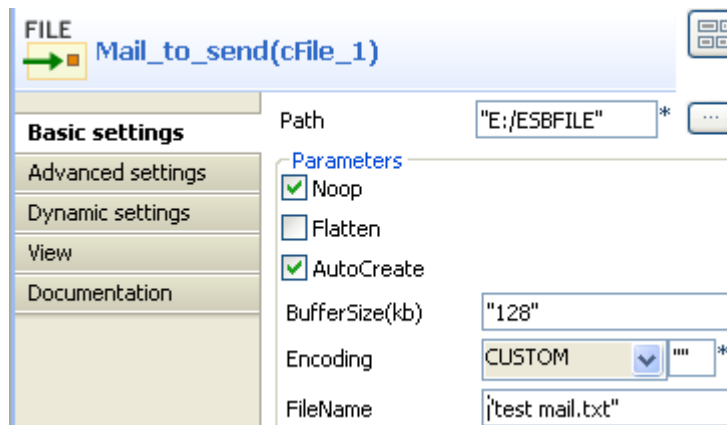 FILE
Mail_to_send(cFile_1)
Basic settings
Advanced settings
Dynamic settings
View
Documentation
Path "E:/ESBFILE" * ...
Parameters
Noop
Flatten
AutoCreate
BufferSize(kb) "128"
Encoding CUSTOM "" *
FileName "test mail.txt"